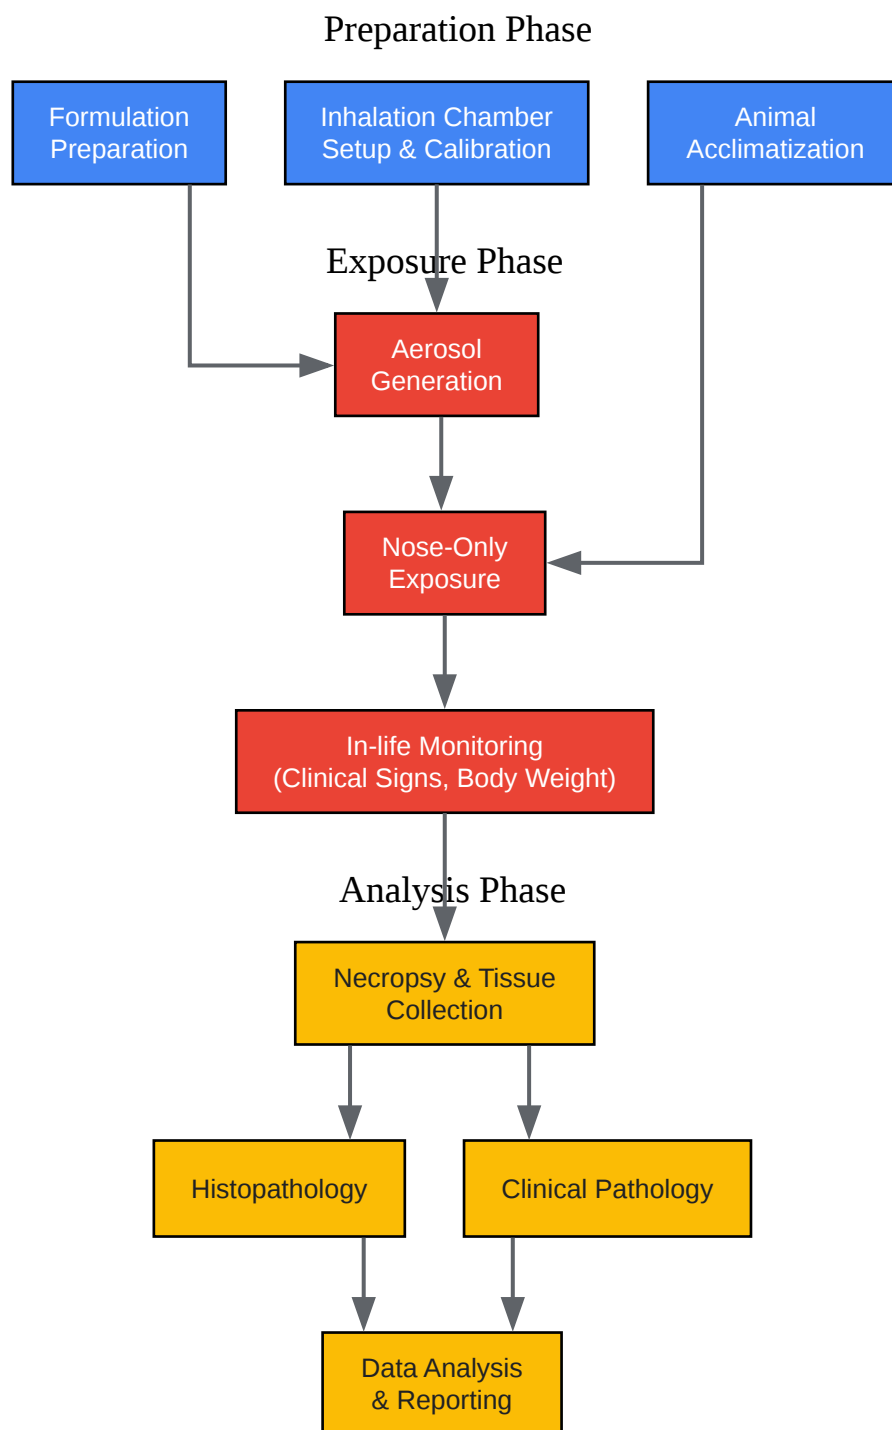 Preparation Phase
Formulation
Preparation
Inhalation Chamber
Setup & Calibration
Animal
Acclimatization
Exposure Phase
Aerosol
Generation
Nose-Only
Exposure
In-life Monitoring
(Clinical Signs, Body Weight)
Analysis Phase
Necropsy & Tissue
Collection
Histopathology
Clinical Pathology
Data Analysis
& Reporting